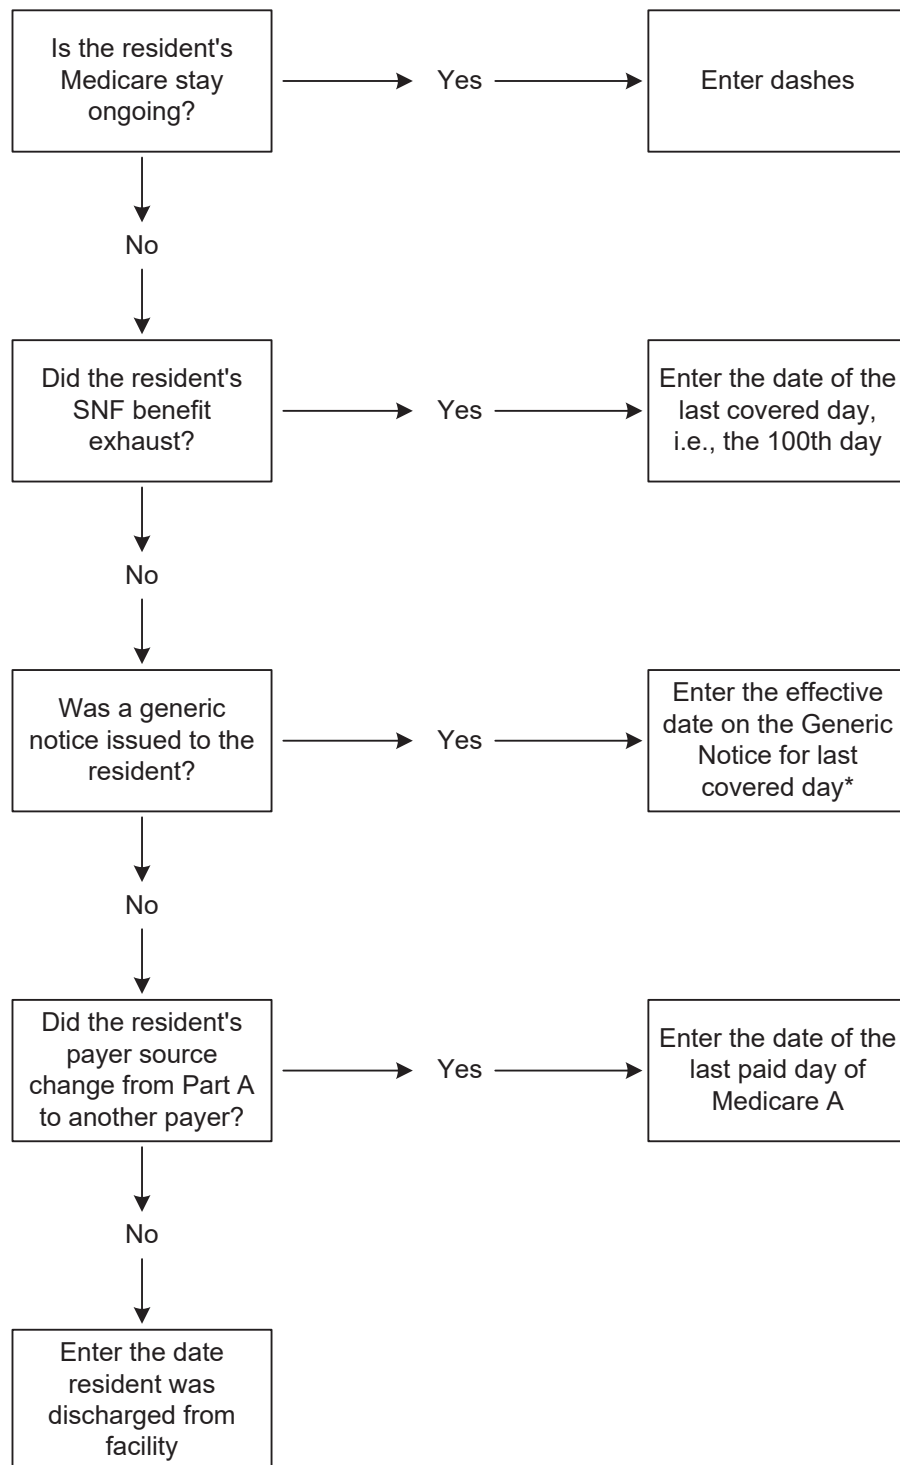 Is the resident's
Medicare stay
ongoing?
Yes
Enter dashes
No
Did the resident's
SNF benefit
exhaust?
Yes
Enter the date of the
last covered day,
i.e., the 100th day
No
Was a generic
notice issued to the
resident?
Yes
Enter the effective
date on the Generic
Notice for last
covered day*
No
Did the resident's
payer source
change from Part A
to another payer?
Yes
Enter the date of the
last paid day of
Medicare A
No
Enter the date
resident was
discharged from
facility